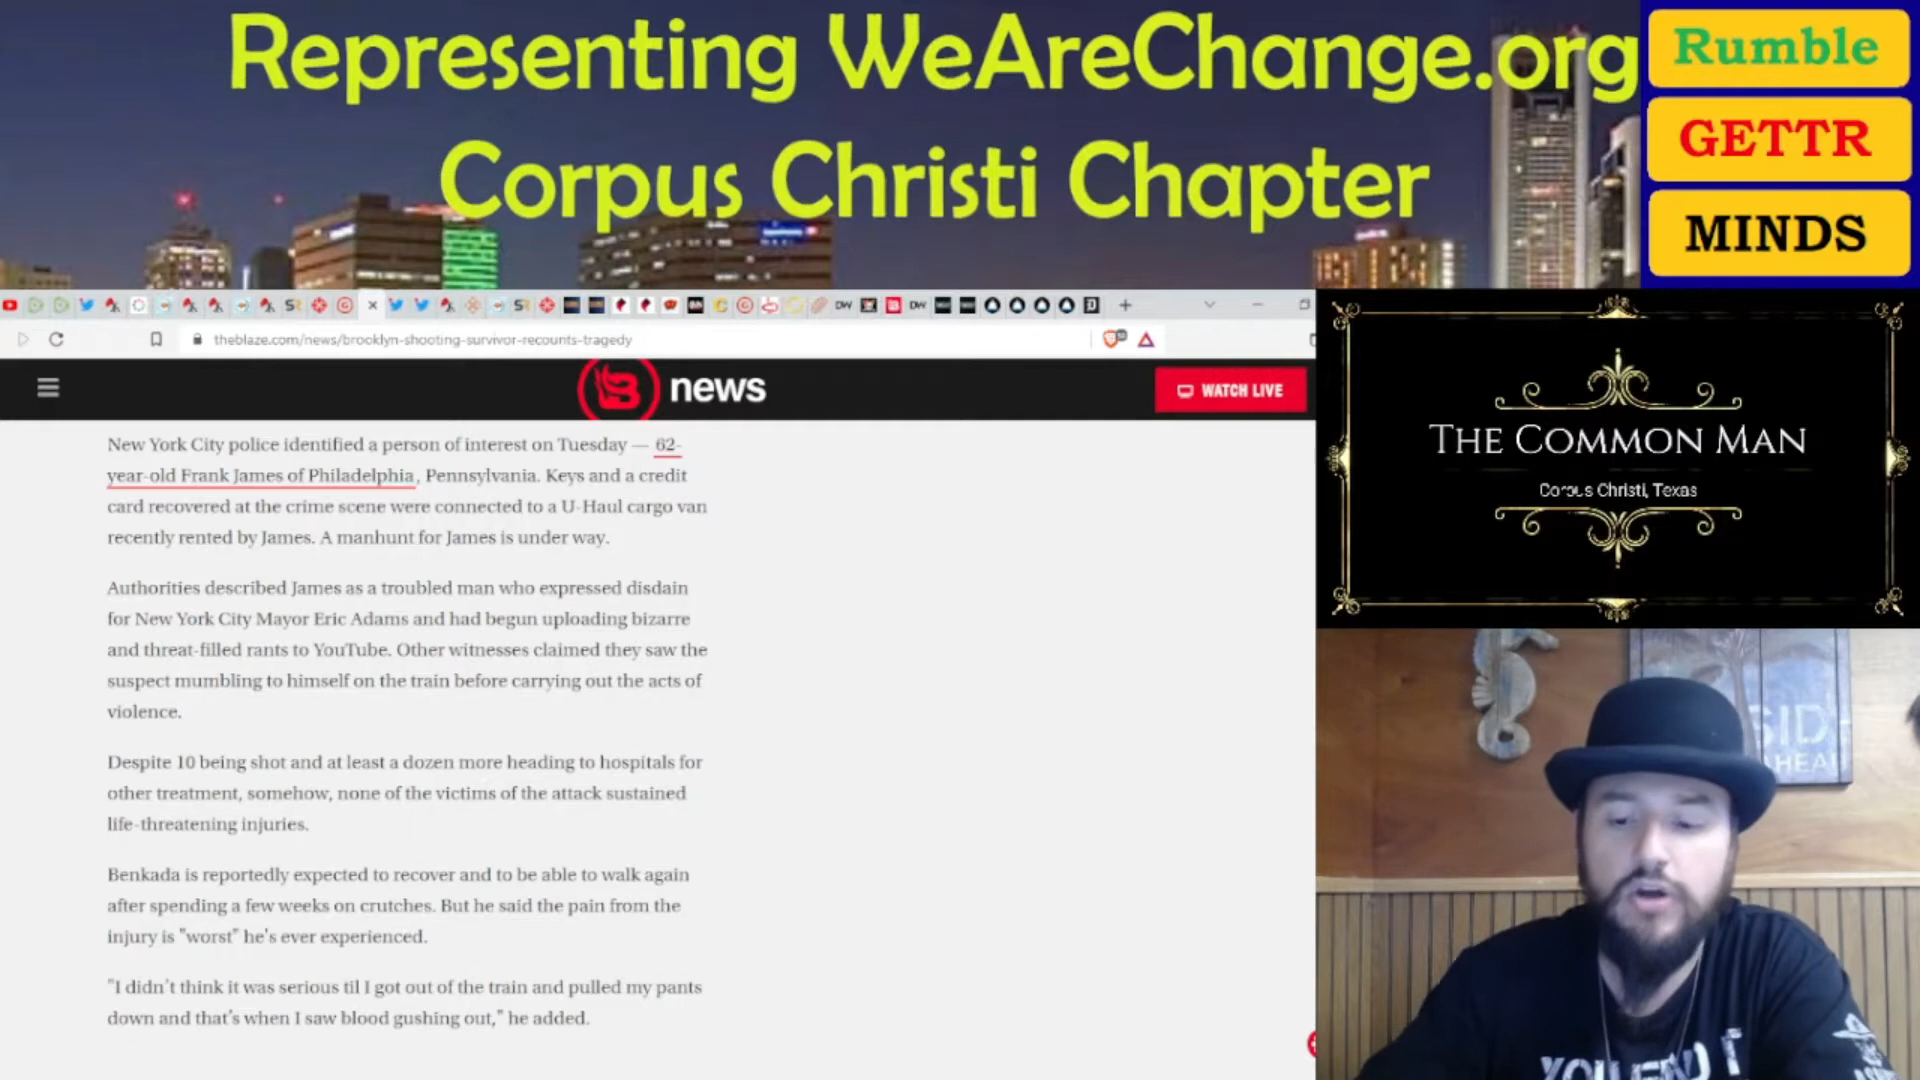 Representing WeAreChange.org
Corpus Christi Chapter
Rumble
GETTR
MINDS
theblaze.com/news/brooklyn-shooting-survivor-recounts-tragedy
news
WATCH LIVE
New York City police identified a person of interest on Tuesday — 62-
year-old Frank James of Philadelphia, Pennsylvania. Keys and a credit
card recovered at the crime scene were connected to a U-Haul cargo van
recently rented by James. A manhunt for James is under way.
Authorities described James as a troubled man who expressed disdain
for New York City Mayor Eric Adams and had begun uploading bizarre
and threat-filled rants to YouTube. Other witnesses claimed they saw the
suspect mumbling to himself on the train before carrying out the acts of
violence.
Despite 10 being shot and at least a dozen more heading to hospitals for
other treatment, somehow, none of the victims of the attack sustained
life-threatening injuries.
Benkada is reportedly expected to recover and to be able to walk again
after spending a few weeks on crutches. But he said the pain from the
injury is "worst" he's ever experienced.
"I didn't think it was serious til I got out of the train and pulled my pants
down and that's when I saw blood gushing out," he added.
THE COMMON MAN
Corpus Christi, Texas